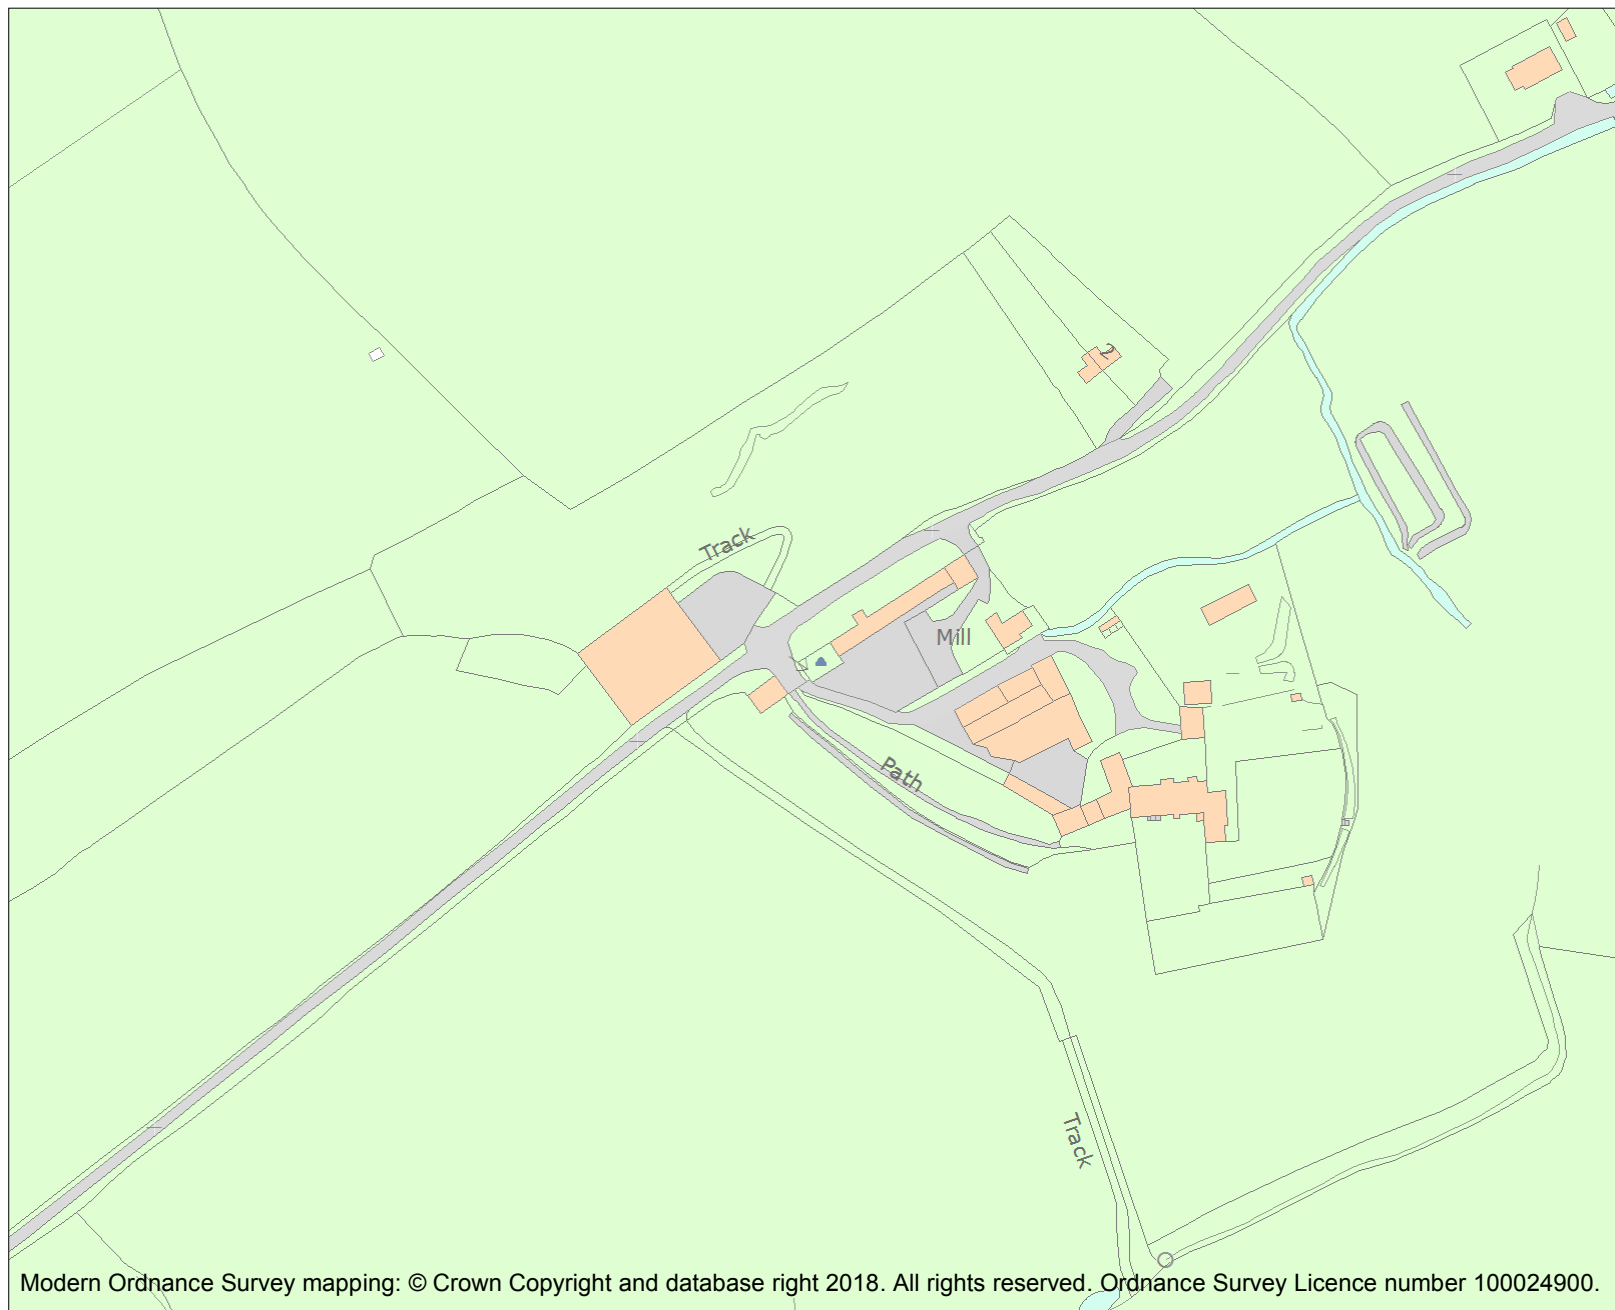 2
Track
Mill
Path
Track
Modern Ordnance Survey mapping: © Crown Copyright and database right 2018. All rights reserved. Ordnance Survey Licence number 100024900.